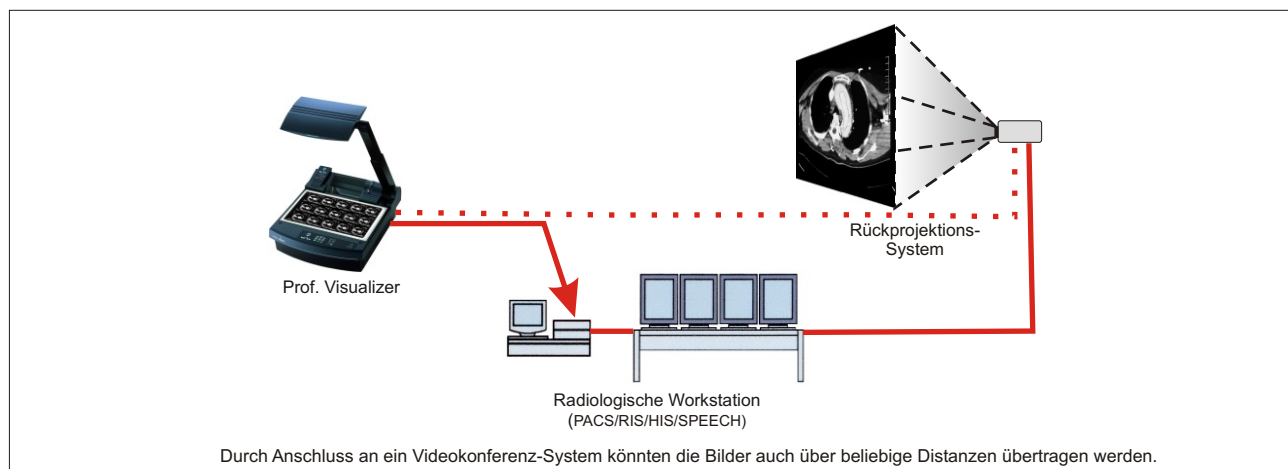 Rückprojektions-
System
Prof. Visualizer
Radiologische Workstation
(PACS/RIS/HIS/SPEECH)
Durch Anschluss an ein Videokonferenz-System könnten die Bilder auch über beliebige Distanzen übertragen werden.